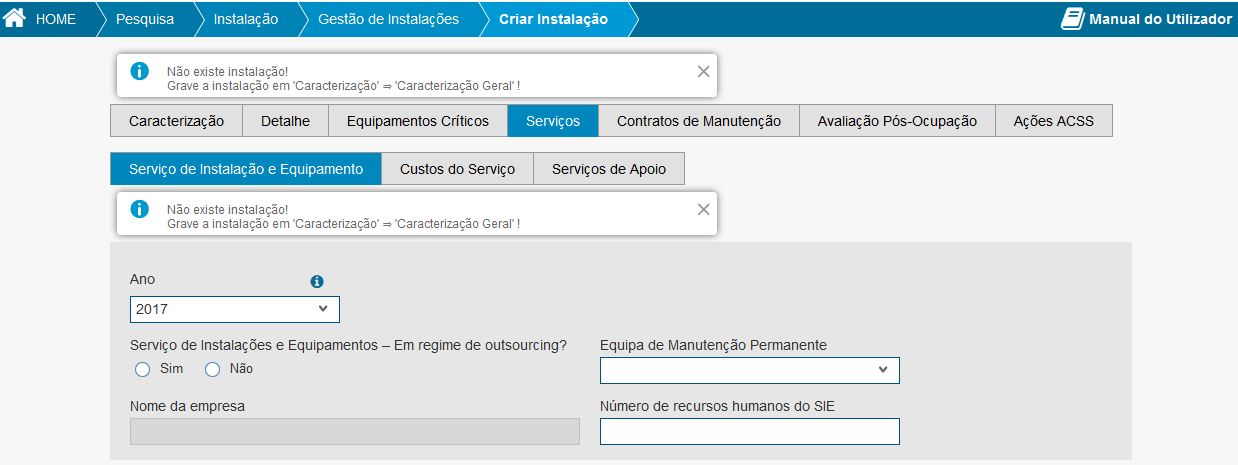 HOME Pesquisa Instalação Gestão de Instalações Criar Instalação Manual do Utilizador
Não existe instalação!
Grave a instalação em 'Caracterização' ⇒ 'Caracterização Geral' !
Caracterização Detalhe Equipamentos Críticos Serviços Contratos de Manutenção Avaliação Pós-Ocupação Ações ACSS
Serviço de Instalação e Equipamento Custos do Serviço Serviços de Apoio
Não existe instalação!
Grave a instalação em 'Caracterização' ⇒ 'Caracterização Geral' !
Ano
2017
Serviço de Instalações e Equipamentos – Em regime de outsourcing? Equipa de Manutenção Permanente
Sim Não
Nome da empresa Número de recursos humanos do SIE